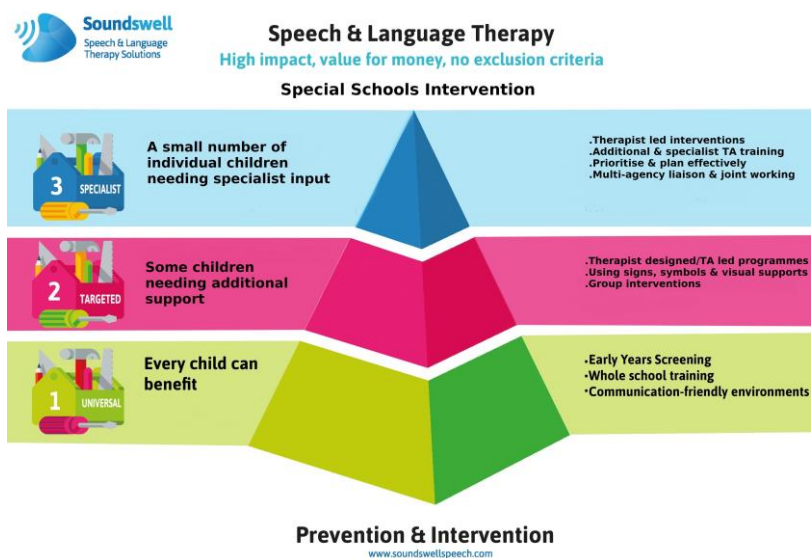 Soundswell
Speech & Language
Therapy Solutions
Speech & Language Therapy
High impact, value for money, no exclusion criteria
Special Schools Intervention
3
SPECIALIST
A small number of
individual children
needing specialist input
.Therapist led interventions
.Additional & specialist TA training
.Prioritise & plan effectively
.Multi-agency liaison & joint working
2
TARGETED
Some children
needing additional
support
.Therapist designed/TA led programmes
.Using signs, symbols & visual supports
.Group interventions
1
UNIVERSAL
Every child can
benefit
•Early Years Screening
•Whole school training
•Communication-friendly environments
Prevention & Intervention
www.soundswellspeech.com